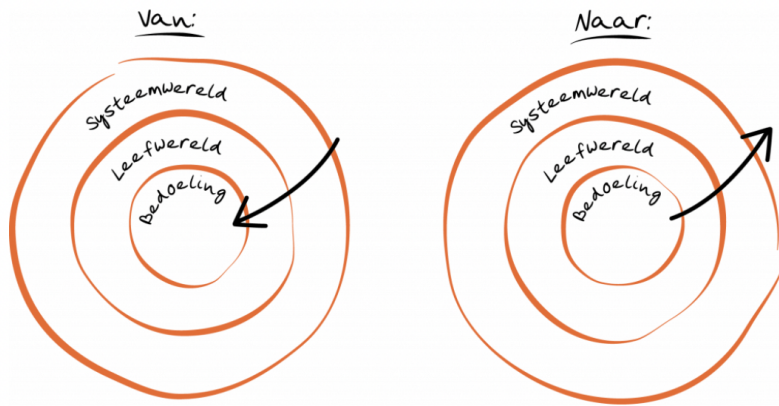 Van:
Systeemwereld
Leefwereld
Bedoeling
Naar:
Systeemwereld
Leefwereld
Bedoeling